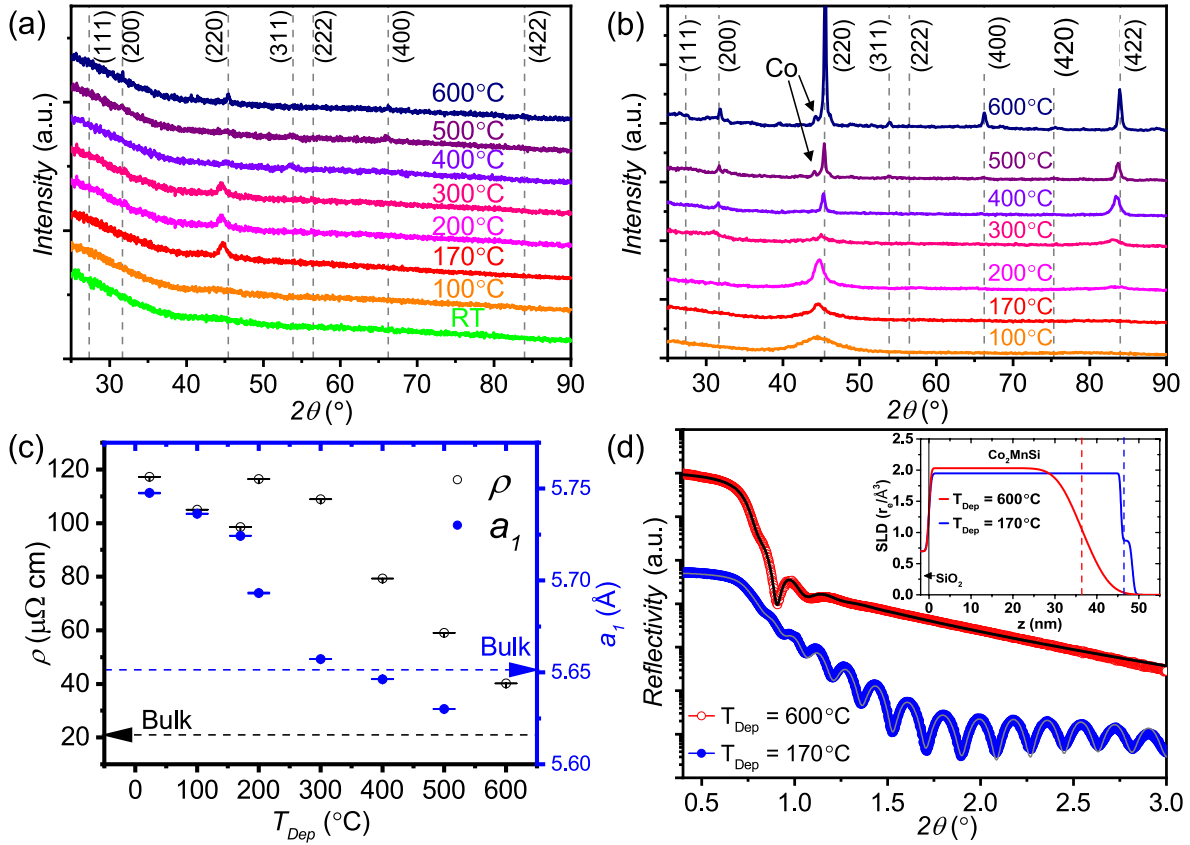 (a)
(111)
(200)
(220)
(311)
(222)
(400)
(422)
600°C
500°C
400°C
300°C
200°C
170°C
100°C
RT
Intensity (a.u.)
30 40 50 60 70 80 90
2θ (°)
(b)
(111)
(200)
(220)
(311)
(222)
(400)
(420)
(422)
Co
600°C
500°C
400°C
300°C
200°C
170°C
100°C
Intensity (a.u.)
30 40 50 60 70 80 90
2θ (°)
(c)
120
100
80
60
40
20
ρ (μΩ cm)
ρ
a1
Bulk
Bulk
5.75
5.70
5.65
5.60
a1 (Å)
0 100 200 300 400 500 600
TDep (°C)
(d)
Reflectivity (a.u.)
TDep = 600°C
TDep = 170°C
0.5 1.0 1.5 2.0 2.5 3.0
2θ (°)
2.5
2.0
1.5
1.0
0.5
0.0
SLD (re/Å3)
Co2MnSi
TDep = 600°C
TDep = 170°C
SiO2
0 10 20 30 40 50
z (nm)